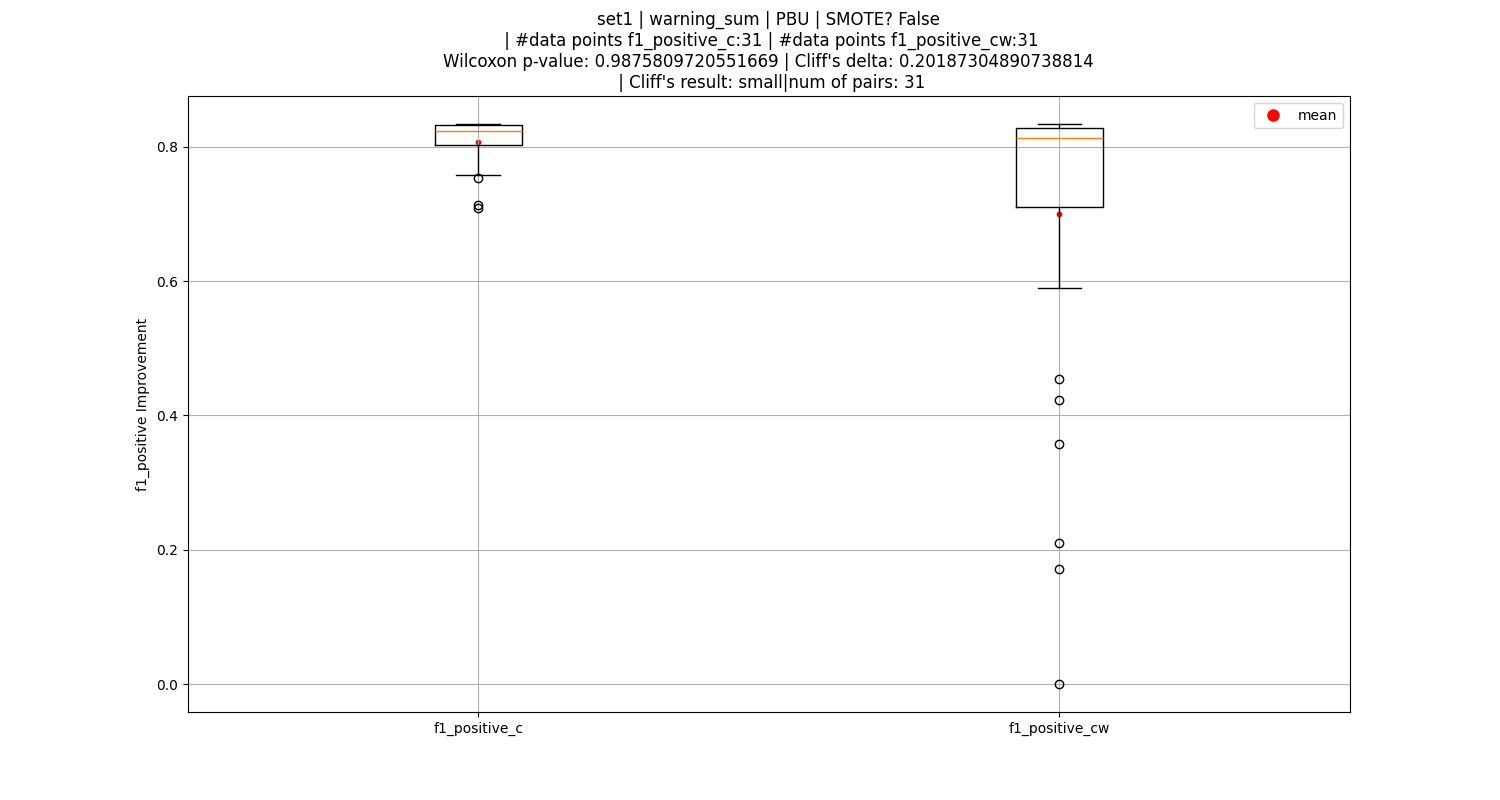 set1 | warning_sum | PBU | SMOTE? False
| #data points f1_positive_c:31 | #data points f1_positive_cw:31
Wilcoxon p-value: 0.9875809720551669 | Cliff's delta: 0.20187304890738814
| Cliff's result: small|num of pairs: 31
mean
0.8
0.6
0.4
0.2
0.0
f1_positive Improvement
f1_positive_c
f1_positive_cw